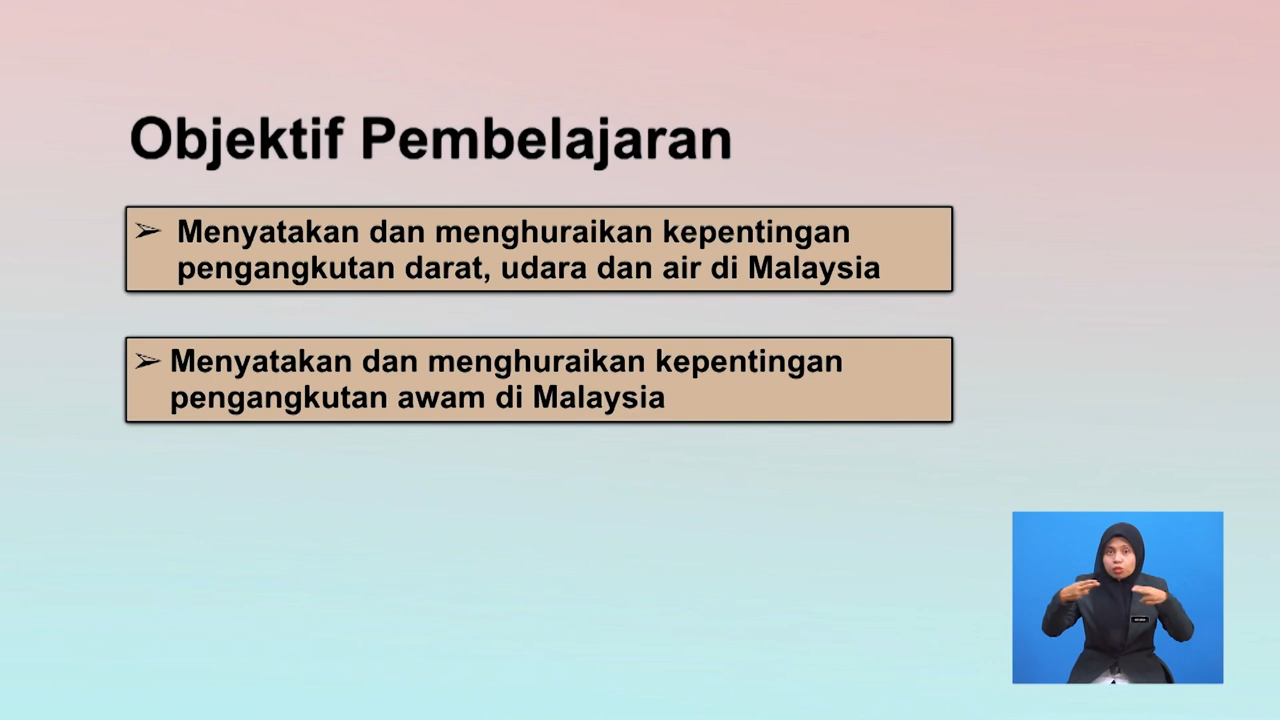 Objektif Pembelajaran
➢ Menyatakan dan menghuraikan kepentingan
pengangkutan darat, udara dan air di Malaysia
➢ Menyatakan dan menghuraikan kepentingan
pengangkutan awam di Malaysia